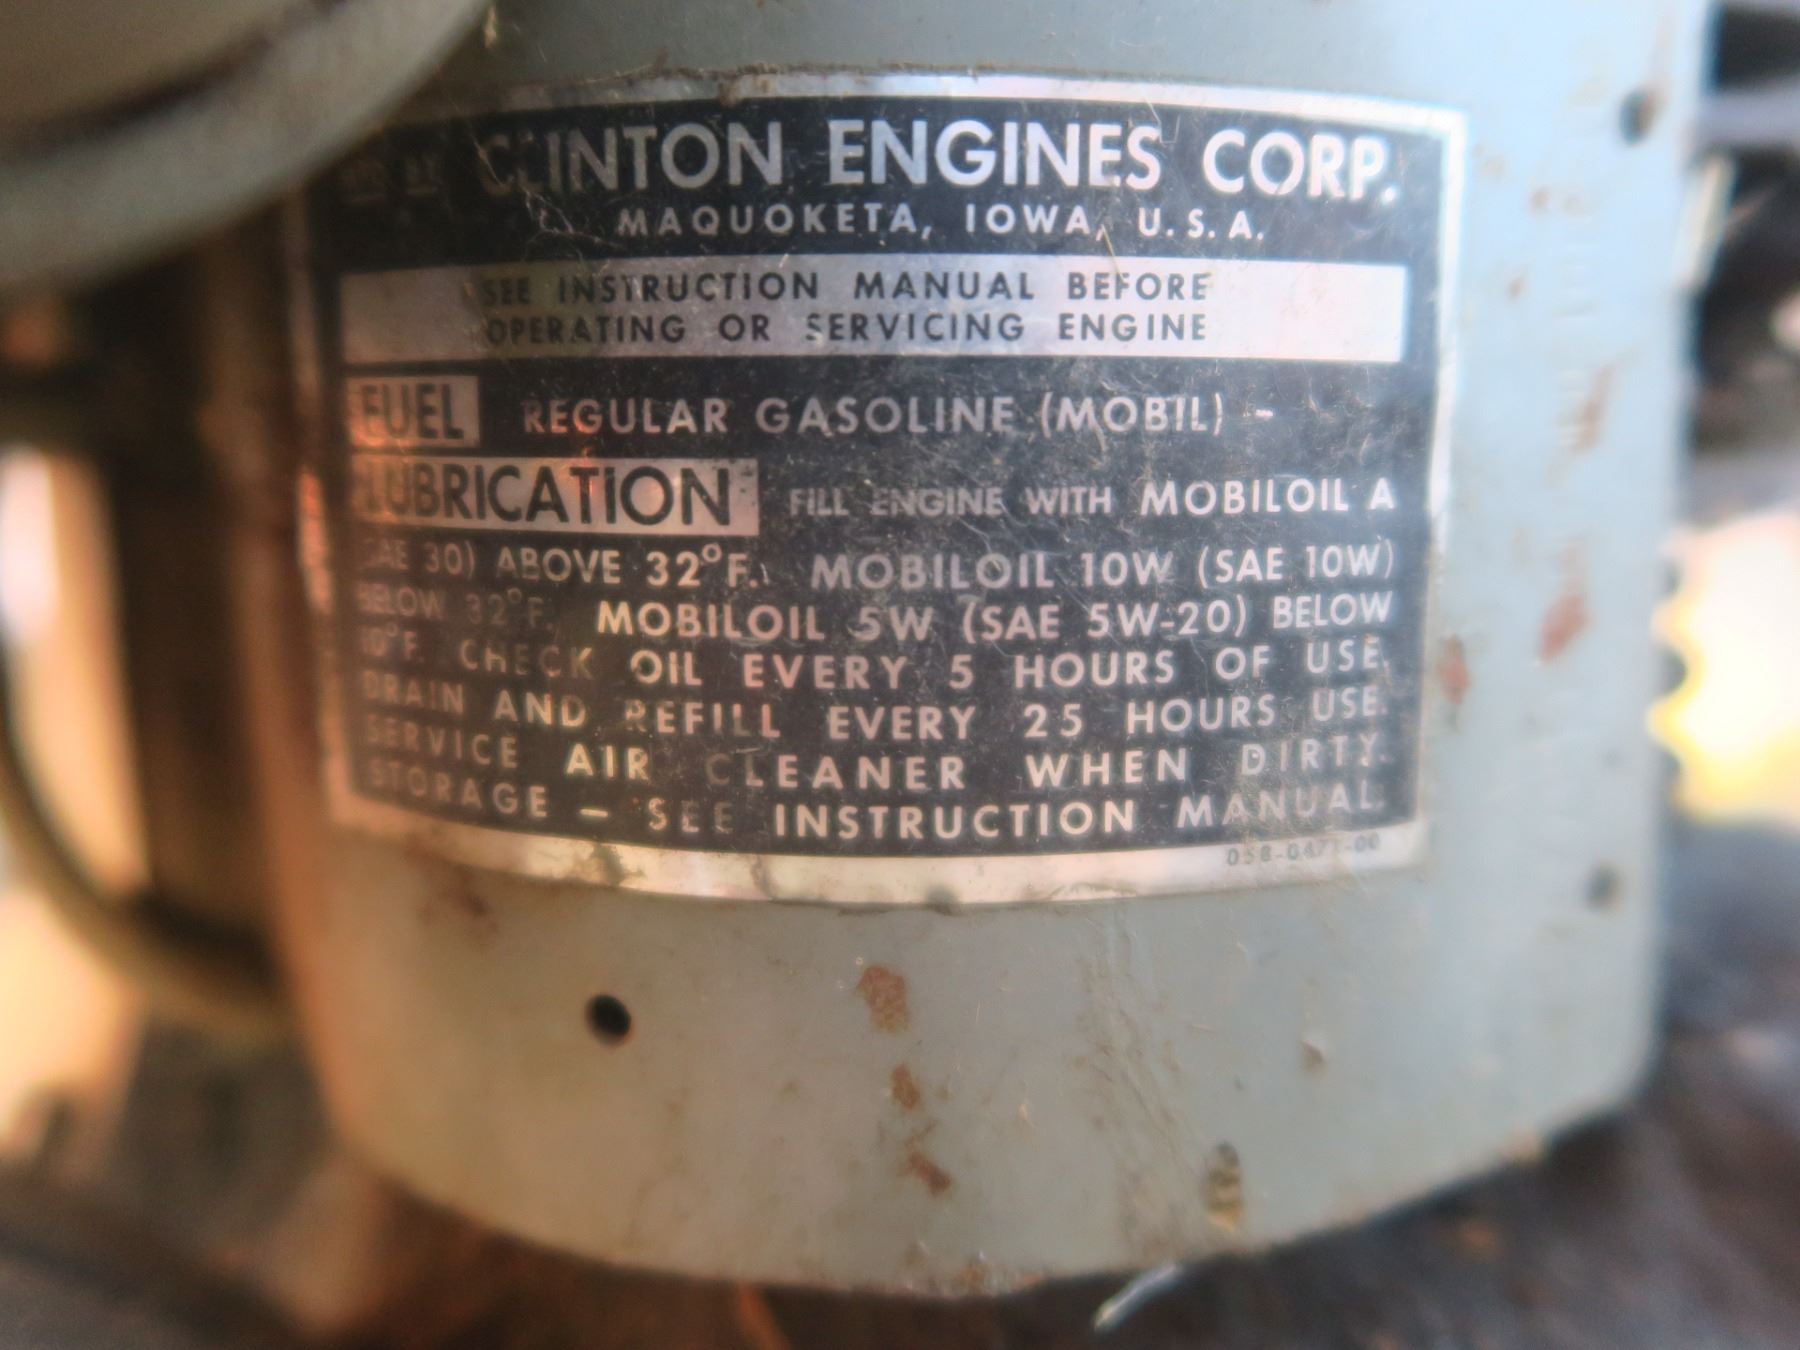 CLINTON ENGINES CORP.
MAQUOKETA, IOWA, U.S.A.
SEE INSTRUCTION MANUAL BEFORE
OPERATING OR SERVICING ENGINE
FUEL REGULAR GASOLINE (MOBIL) -
LUBRICATION FILL ENGINE WITH MOBILOIL A
(SAE 30) ABOVE 32°F. MOBILOIL 10W (SAE 10W)
BELOW 32°F. MOBILOIL 5W (SAE 5W-20) BELOW
10°F. CHECK OIL EVERY 5 HOURS OF USE.
DRAIN AND REFILL EVERY 25 HOURS USE.
SERVICE AIR CLEANER WHEN DIRTY.
STORAGE - SEE INSTRUCTION MANUAL.